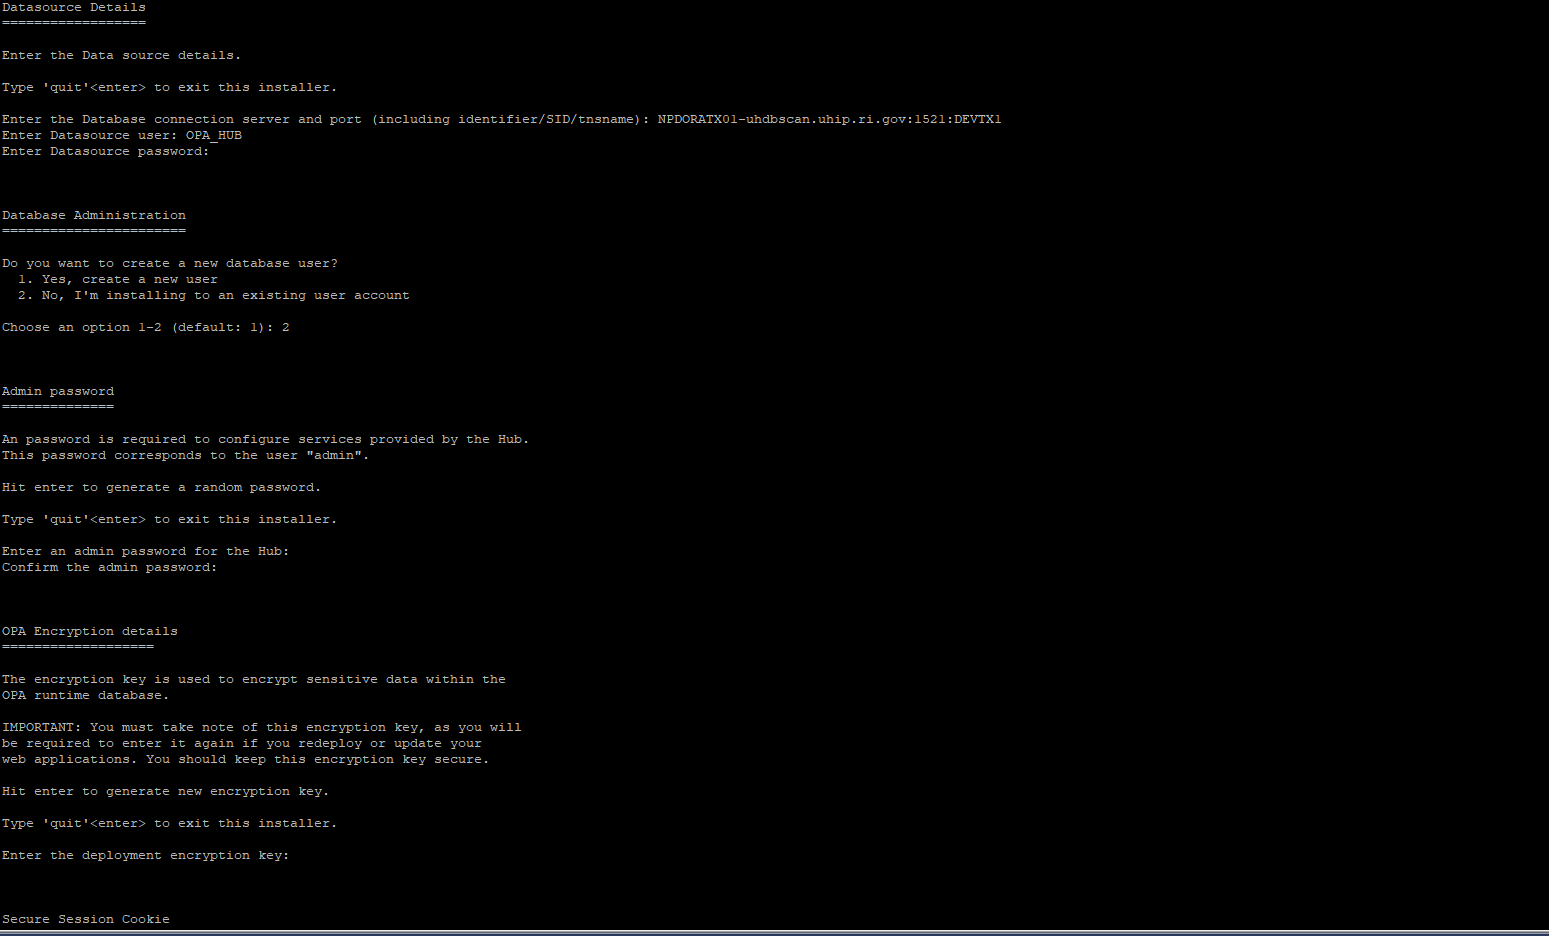 Datasource Details
==================
Enter the Data source details.
Type 'quit'<enter> to exit this installer.
Enter the Database connection server and port (including identifier/SID/tnsname): NPDORATX01-uhdbscan.uhip.ri.gov:1521:DEVTX1
Enter Datasource user: OPA_HUB
Enter Datasource password:
Database Administration
=======================
Do you want to create a new database user?
1. Yes, create a new user
2. No, I'm installing to an existing user account
Choose an option 1-2 (default: 1): 2
Admin password
==============
An password is required to configure services provided by the Hub.
This password corresponds to the user "admin".
Hit enter to generate a random password.
Type 'quit'<enter> to exit this installer.
Enter an admin password for the Hub:
Confirm the admin password:
OPA Encryption details
===================
The encryption key is used to encrypt sensitive data within the
OPA runtime database.
IMPORTANT: You must take note of this encryption key, as you will
be required to enter it again if you redeploy or update your
web applications. You should keep this encryption key secure.
Hit enter to generate new encryption key.
Type 'quit'<enter> to exit this installer.
Enter the deployment encryption key:
Secure Session Cookie